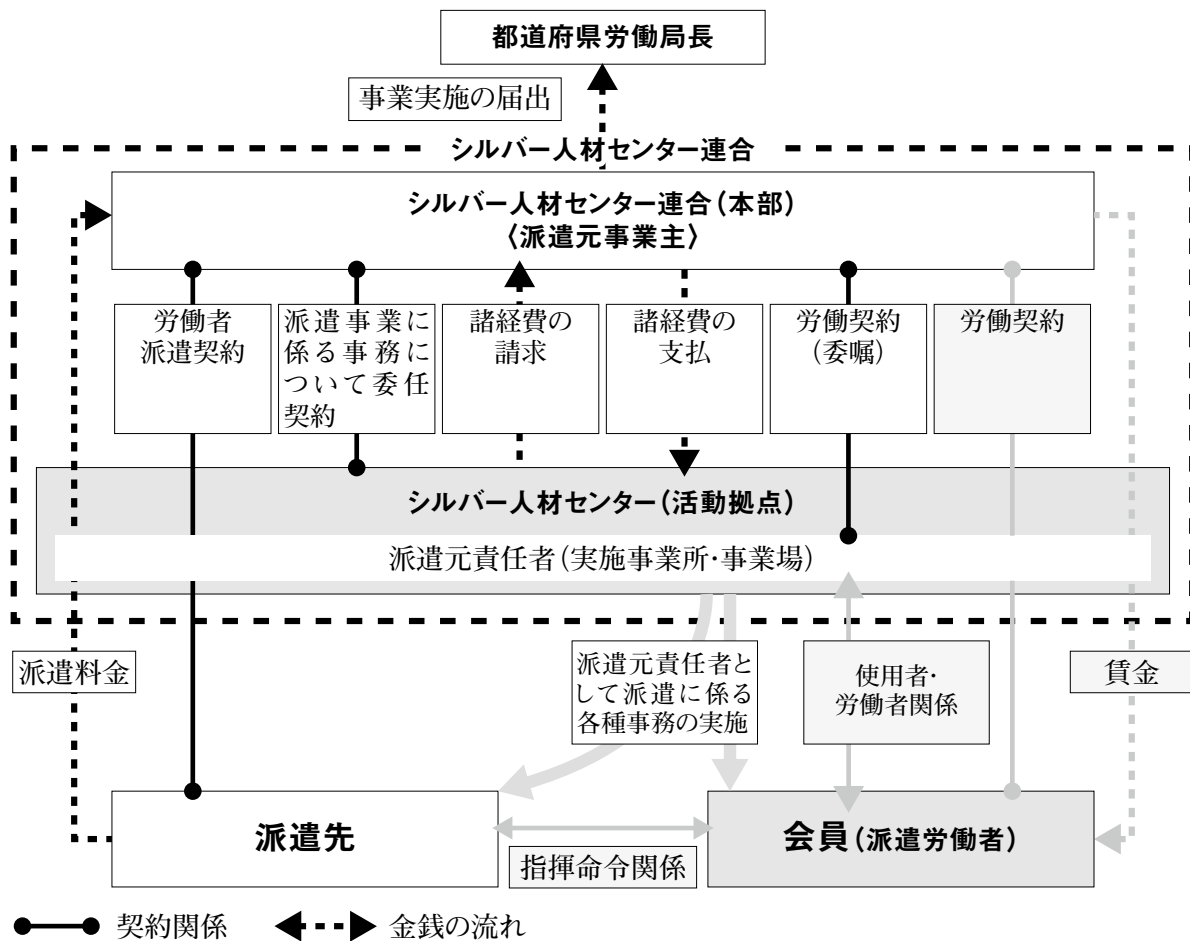 都道府県労働局長
事業実施の届出
シルバー人材センター連合
シルバー人材センター連合（本部）
〈派遣元事業主〉
労働者
派遣契約
派遣事業に
係る事務に
ついて委任
契約
諸経費の
請求
諸経費の
支払
労働契約
（委嘱）
労働契約
シルバー人材センター（活動拠点）
派遣元責任者（実施事業所・事業場）
派遣料金
派遣元責任者と
して派遣に係る
各種事務の実施
使用者・
労働者関係
賃金
派遣先
会員（派遣労働者）
指揮命令関係
契約関係
金銭の流れ